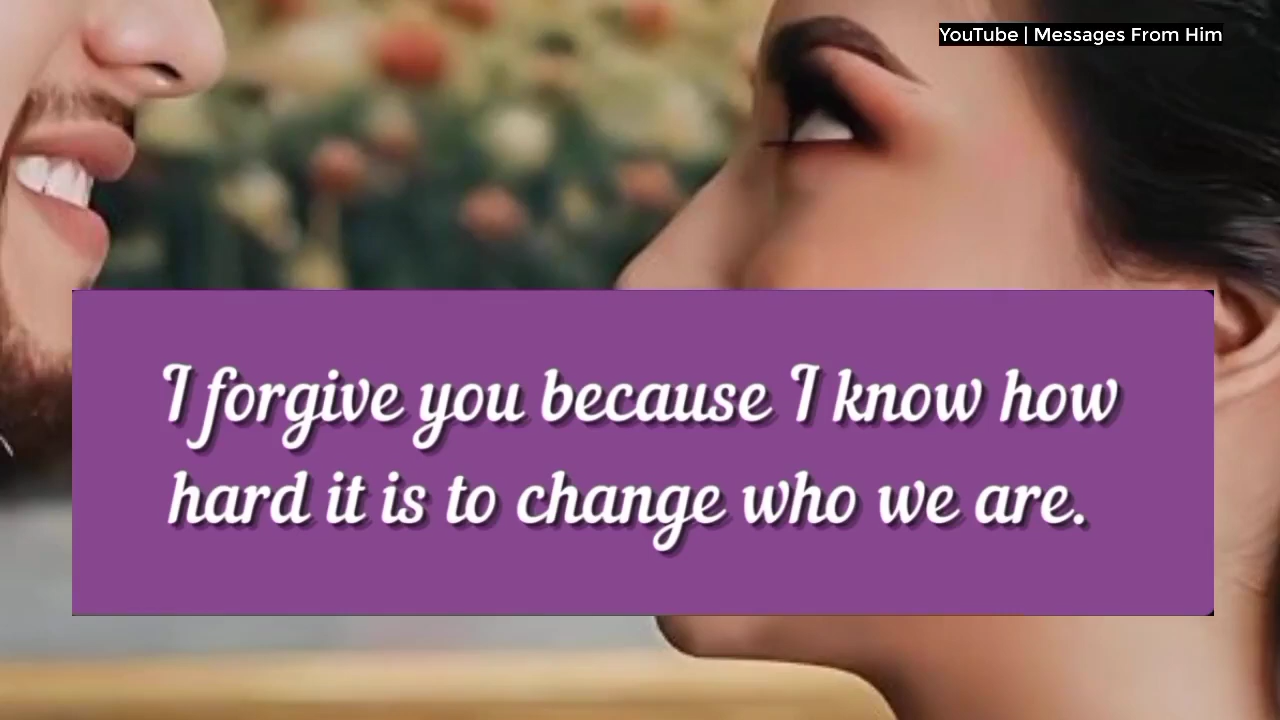 YouTube | Messages From Him
I forgive you because I know how
hard it is to change who we are.